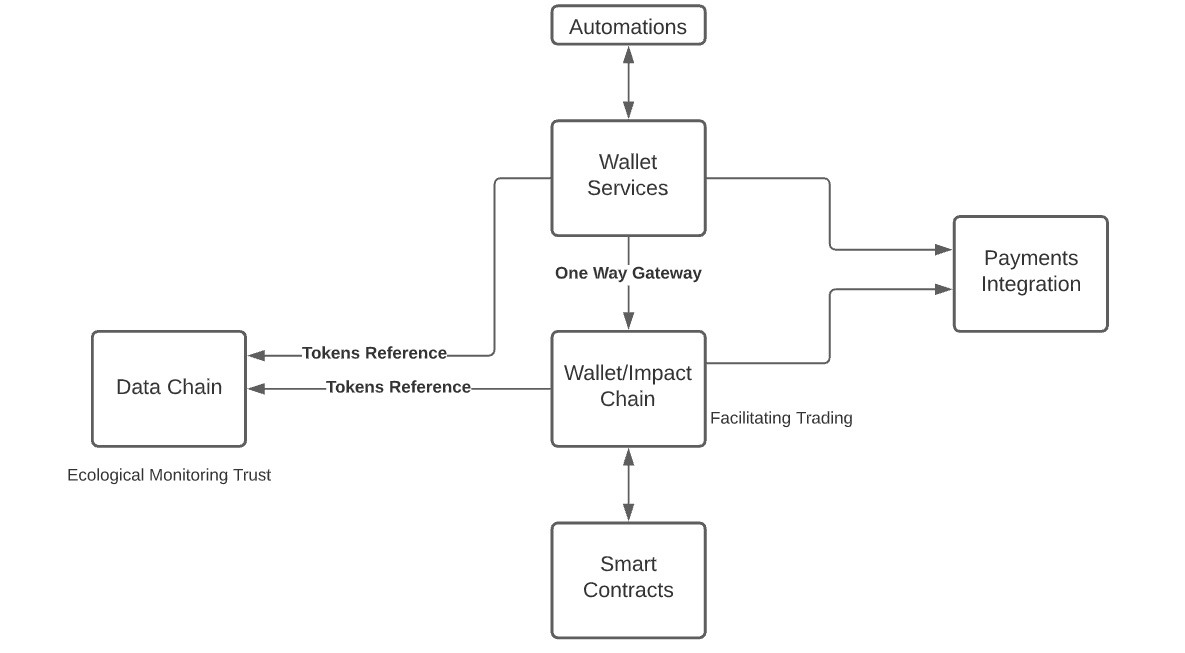 Automations
Wallet
Services
Payments
Integration
One Way Gateway
Tokens Reference
Data Chain
Wallet/Impact
Chain
Tokens Reference
Facilitating Trading
Ecological Monitoring Trust
Smart
Contracts